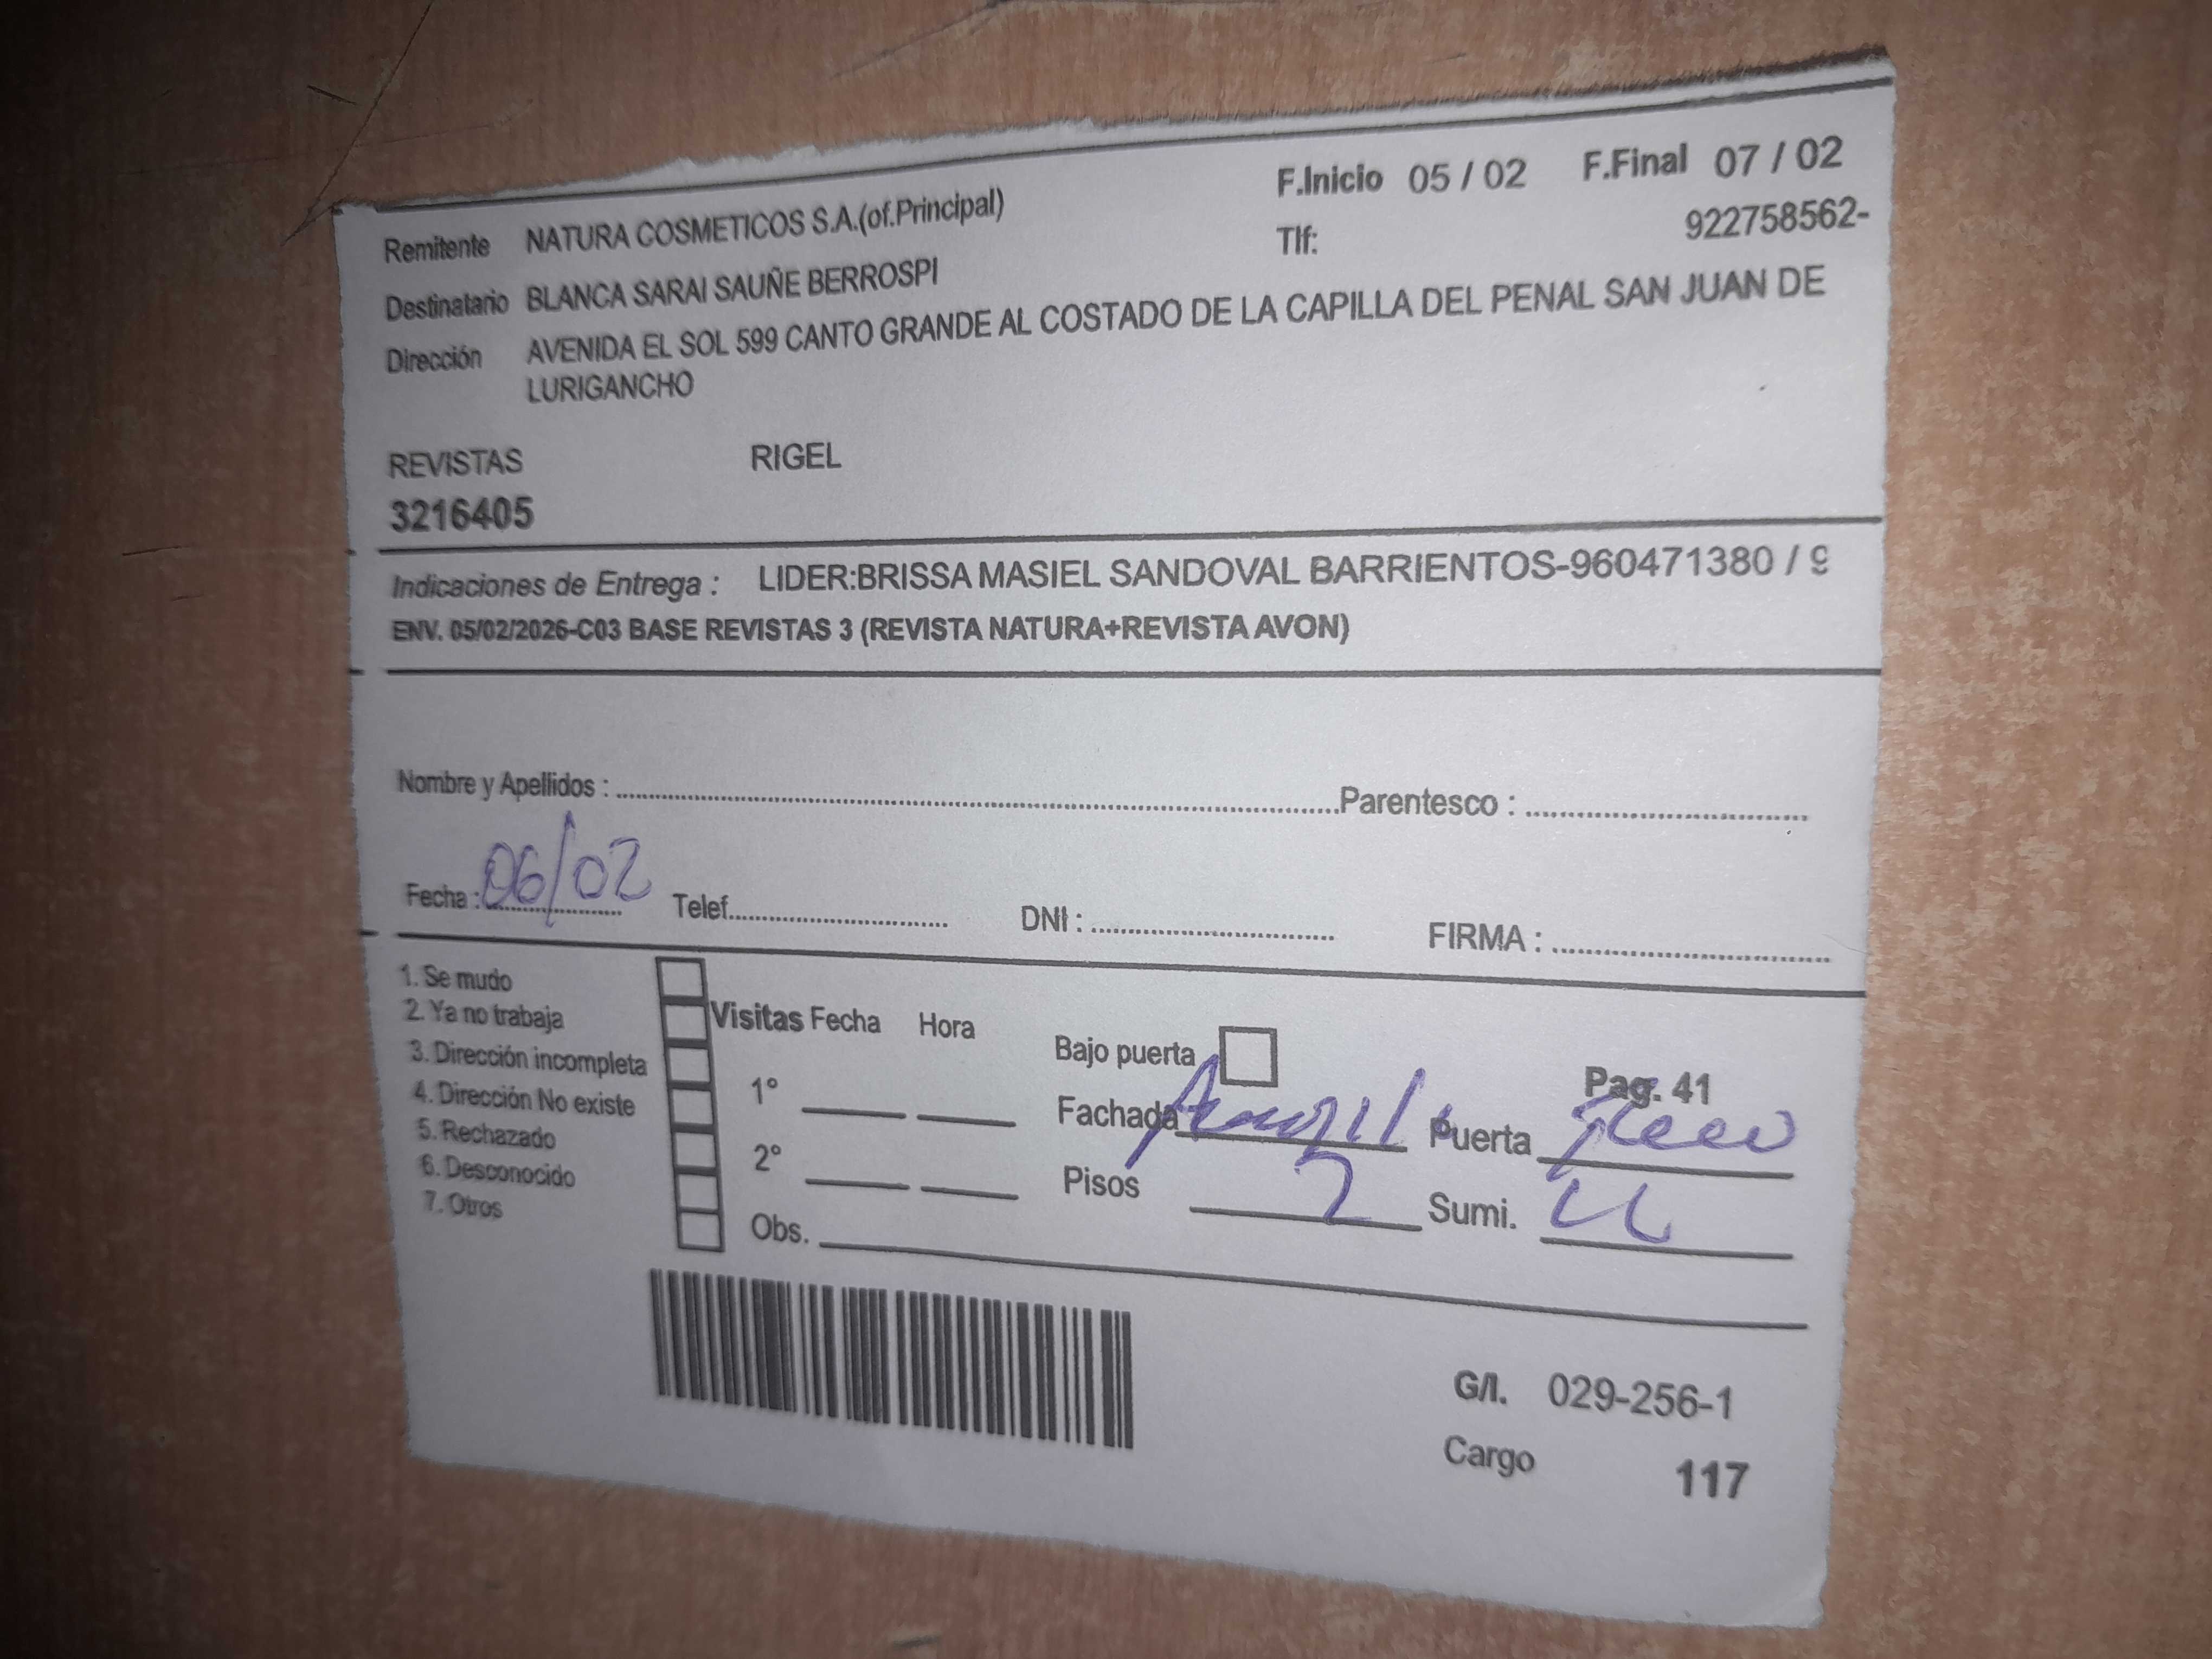 F.Inicio 05 / 02 F.Final 07 / 02
Remitente NATURA COSMETICOS S.A.(of.Principal) Tlf: 922758562-
Destinatario BLANCA SARAI SAUÑE BERROSPI
Dirección AVENIDA EL SOL 599 CANTO GRANDE AL COSTADO DE LA CAPILLA DEL PENAL SAN JUAN DE
LURIGANCHO
REVISTAS RIGEL
3216405
Indicaciones de Entrega : LIDER:BRISSA MASIEL SANDOVAL BARRIENTOS-960471380 / 9
ENV. 05/02/2026-C03 BASE REVISTAS 3 (REVISTA NATURA+REVISTA AVON)
Nombre y Apellidos : Parentesco :
Fecha : 06/02 Telef. DNI : FIRMA :
1. Se mudo
2. Ya no trabaja Visitas Fecha Hora
3. Dirección incompleta Bajo puerta Pag. 41
4. Dirección No existe 1° Fachada Puerta
5. Rechazado
6. Desconocido 2° Pisos 2 Sumi.
7. Otros Obs.
G/I. 029-256-1
Cargo 117